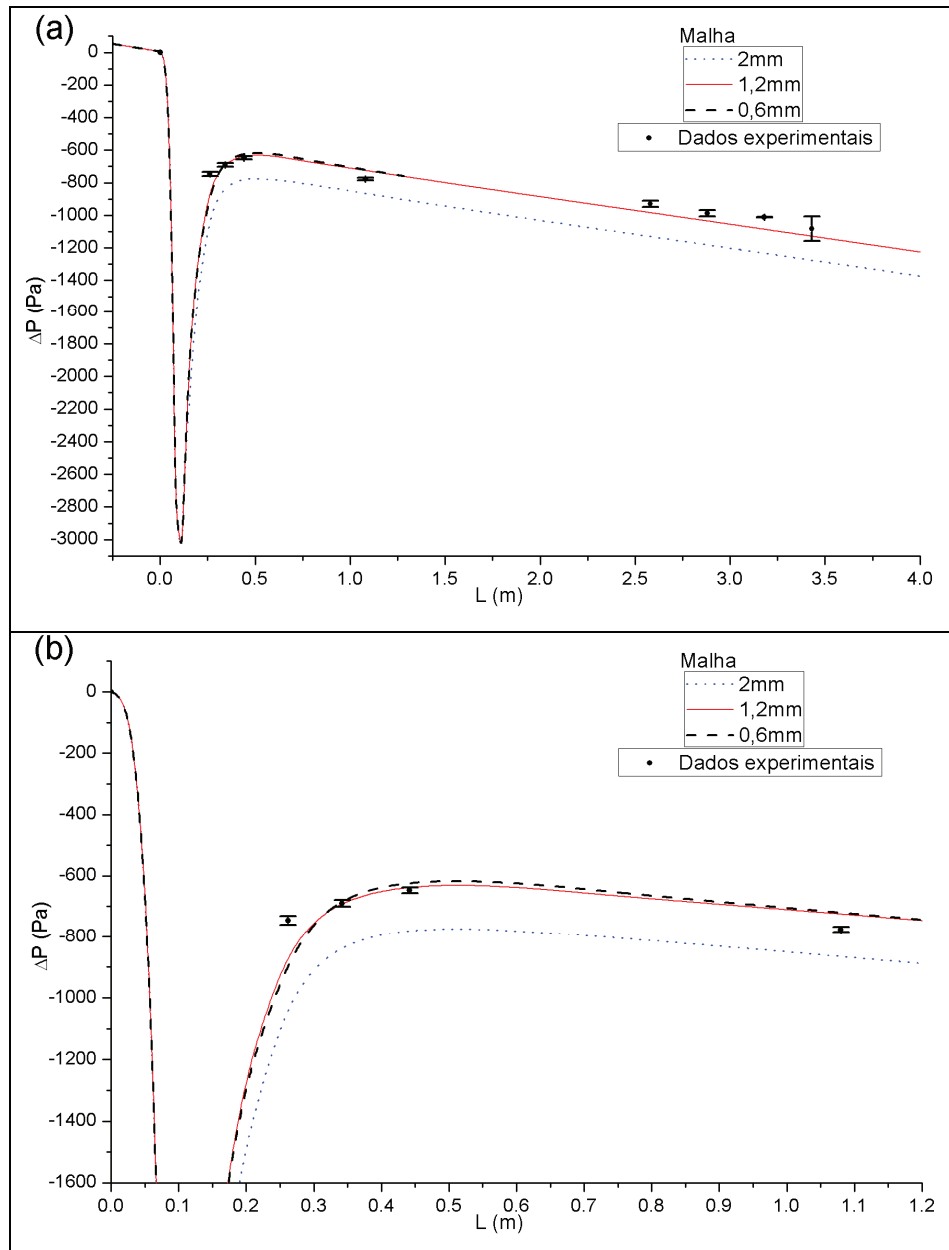 (a)
Malha
2mm
1,2mm
0,6mm
Dados experimentais
0
-200
-400
-600
-800
-1000
-1200
-1400
-1600
-1800
-2000
-2200
-2400
-2600
-2800
-3000
ΔP (Pa)
0.0 0.5 1.0 1.5 2.0 2.5 3.0 3.5 4.0
L (m)
(b)
Malha
2mm
1,2mm
0,6mm
Dados experimentais
0
-200
-400
-600
-800
-1000
-1200
-1400
-1600
ΔP (Pa)
0.0 0.1 0.2 0.3 0.4 0.5 0.6 0.7 0.8 0.9 1.0 1.1 1.2
L (m)